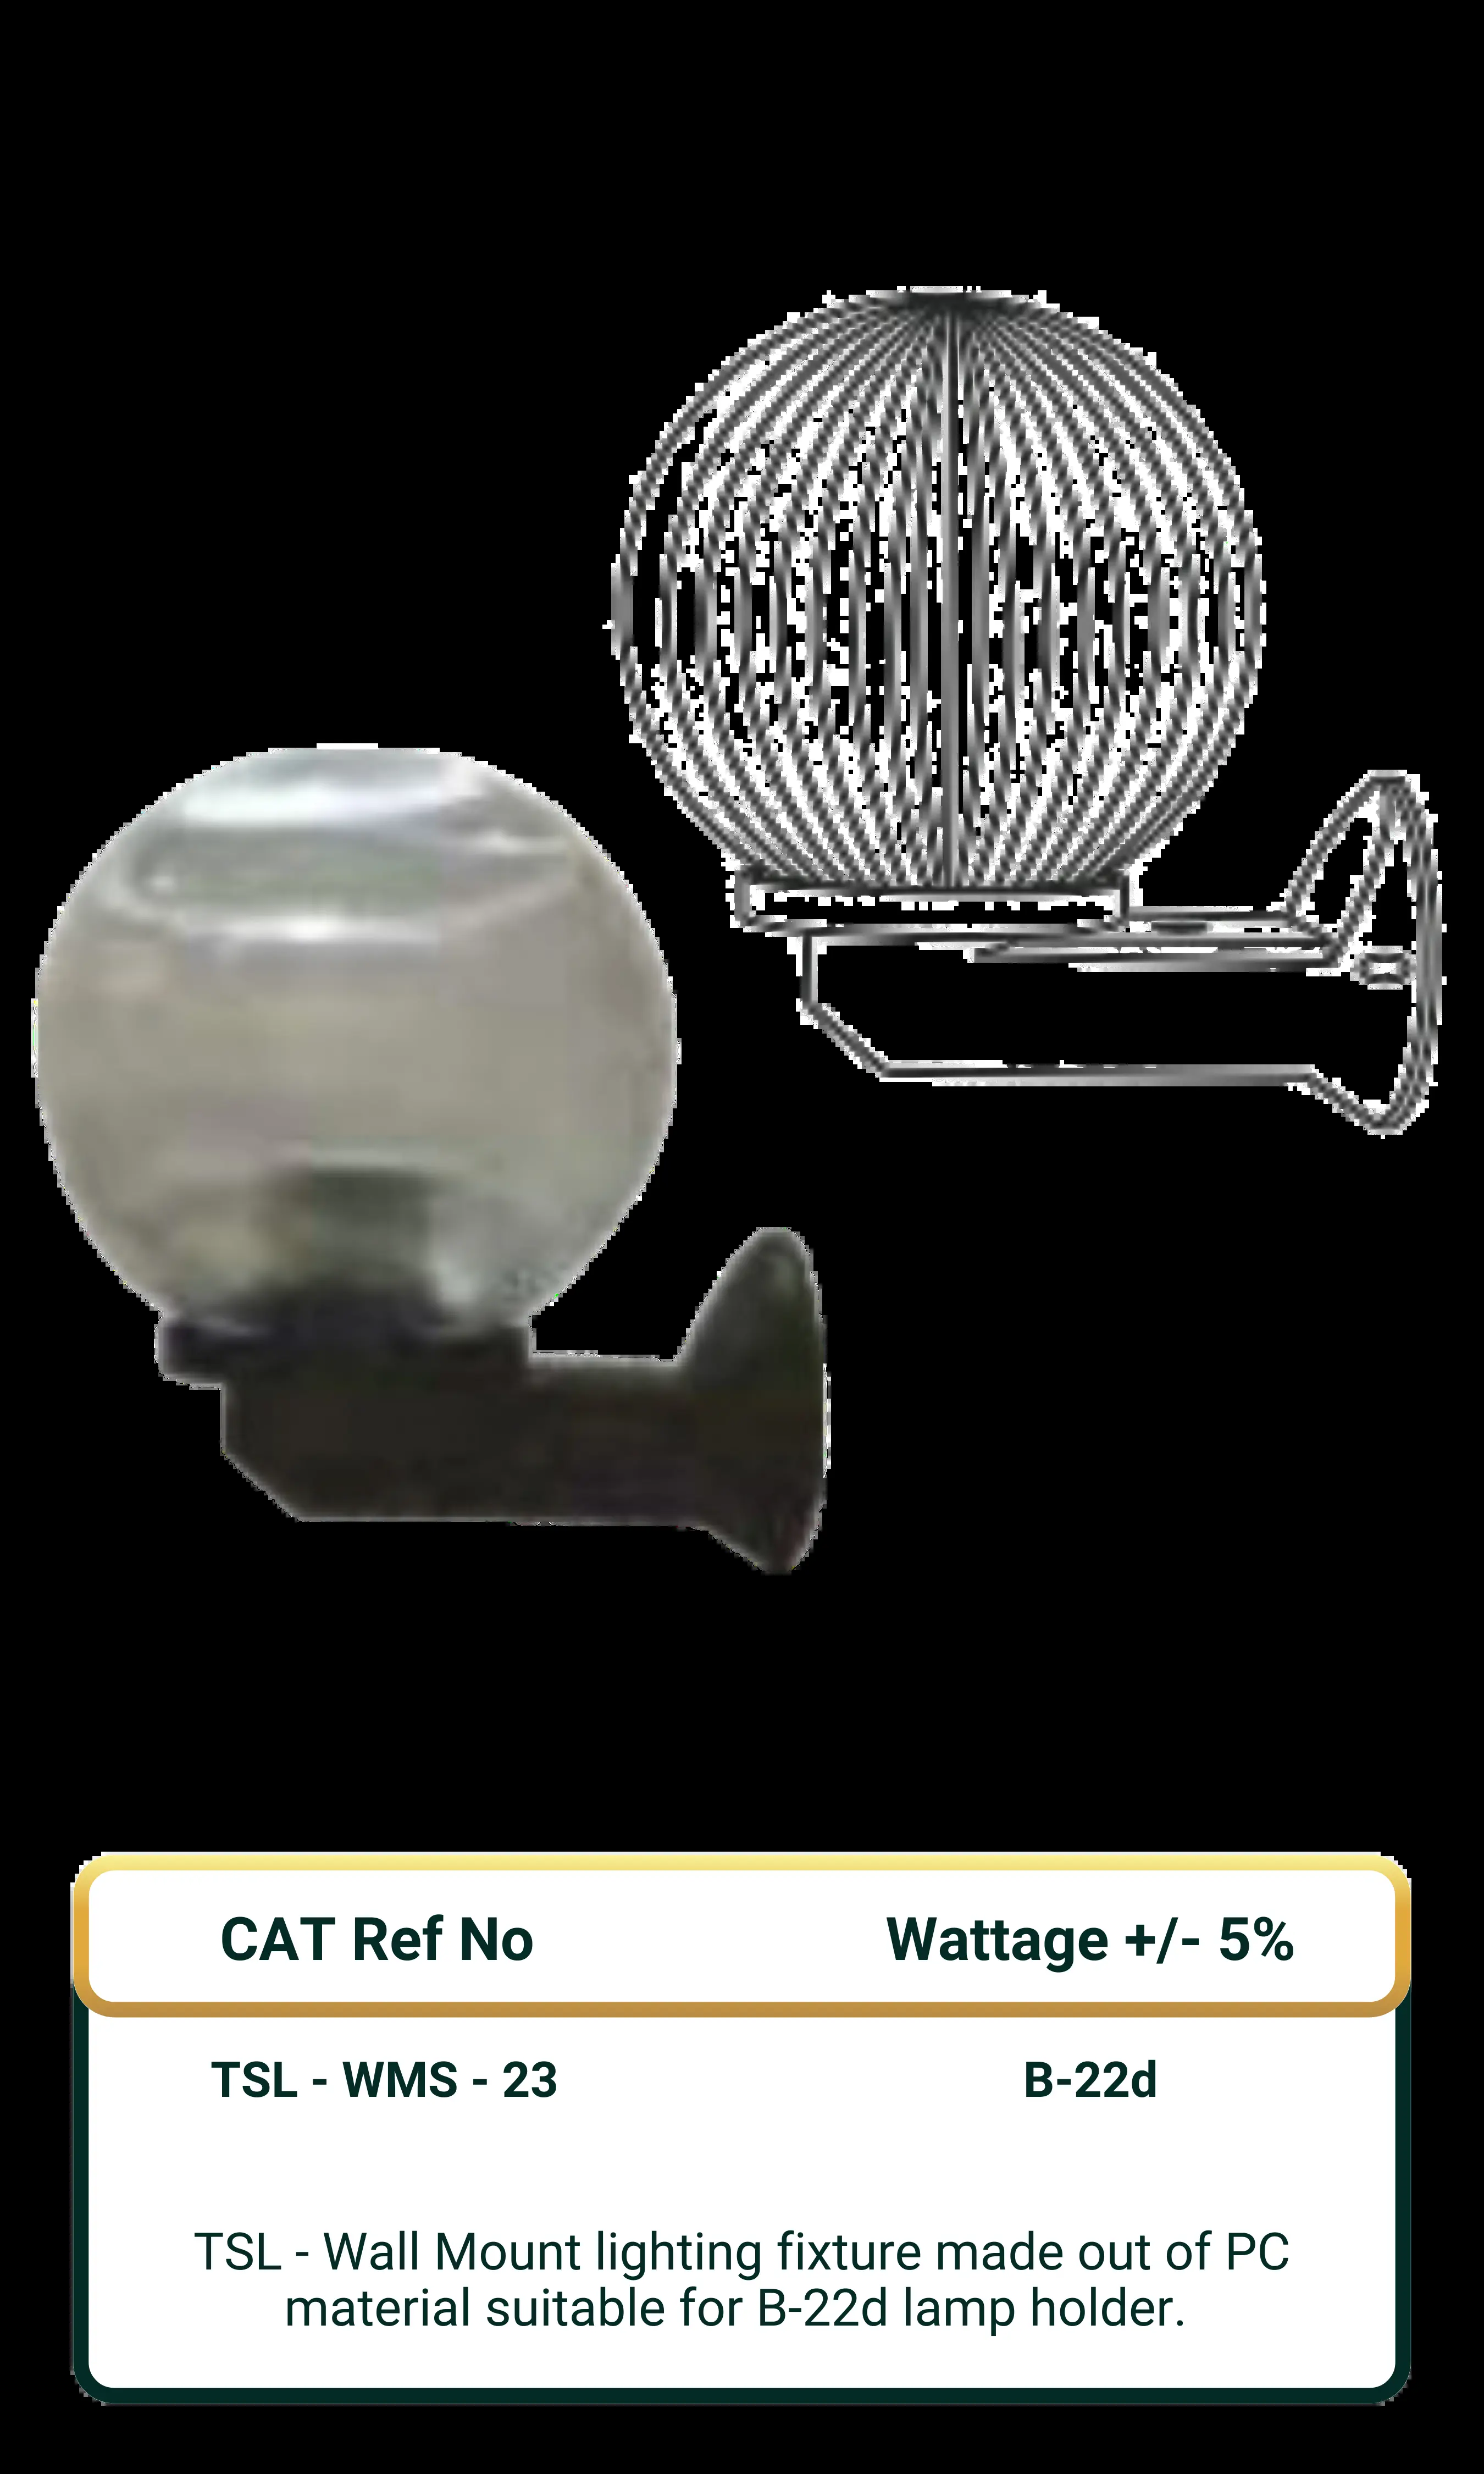 CAT Ref No Wattage +/- 5%
TSL - WMS - 23 B-22d
TSL - Wall Mount lighting fixture made out of PC
material suitable for B-22d lamp holder.